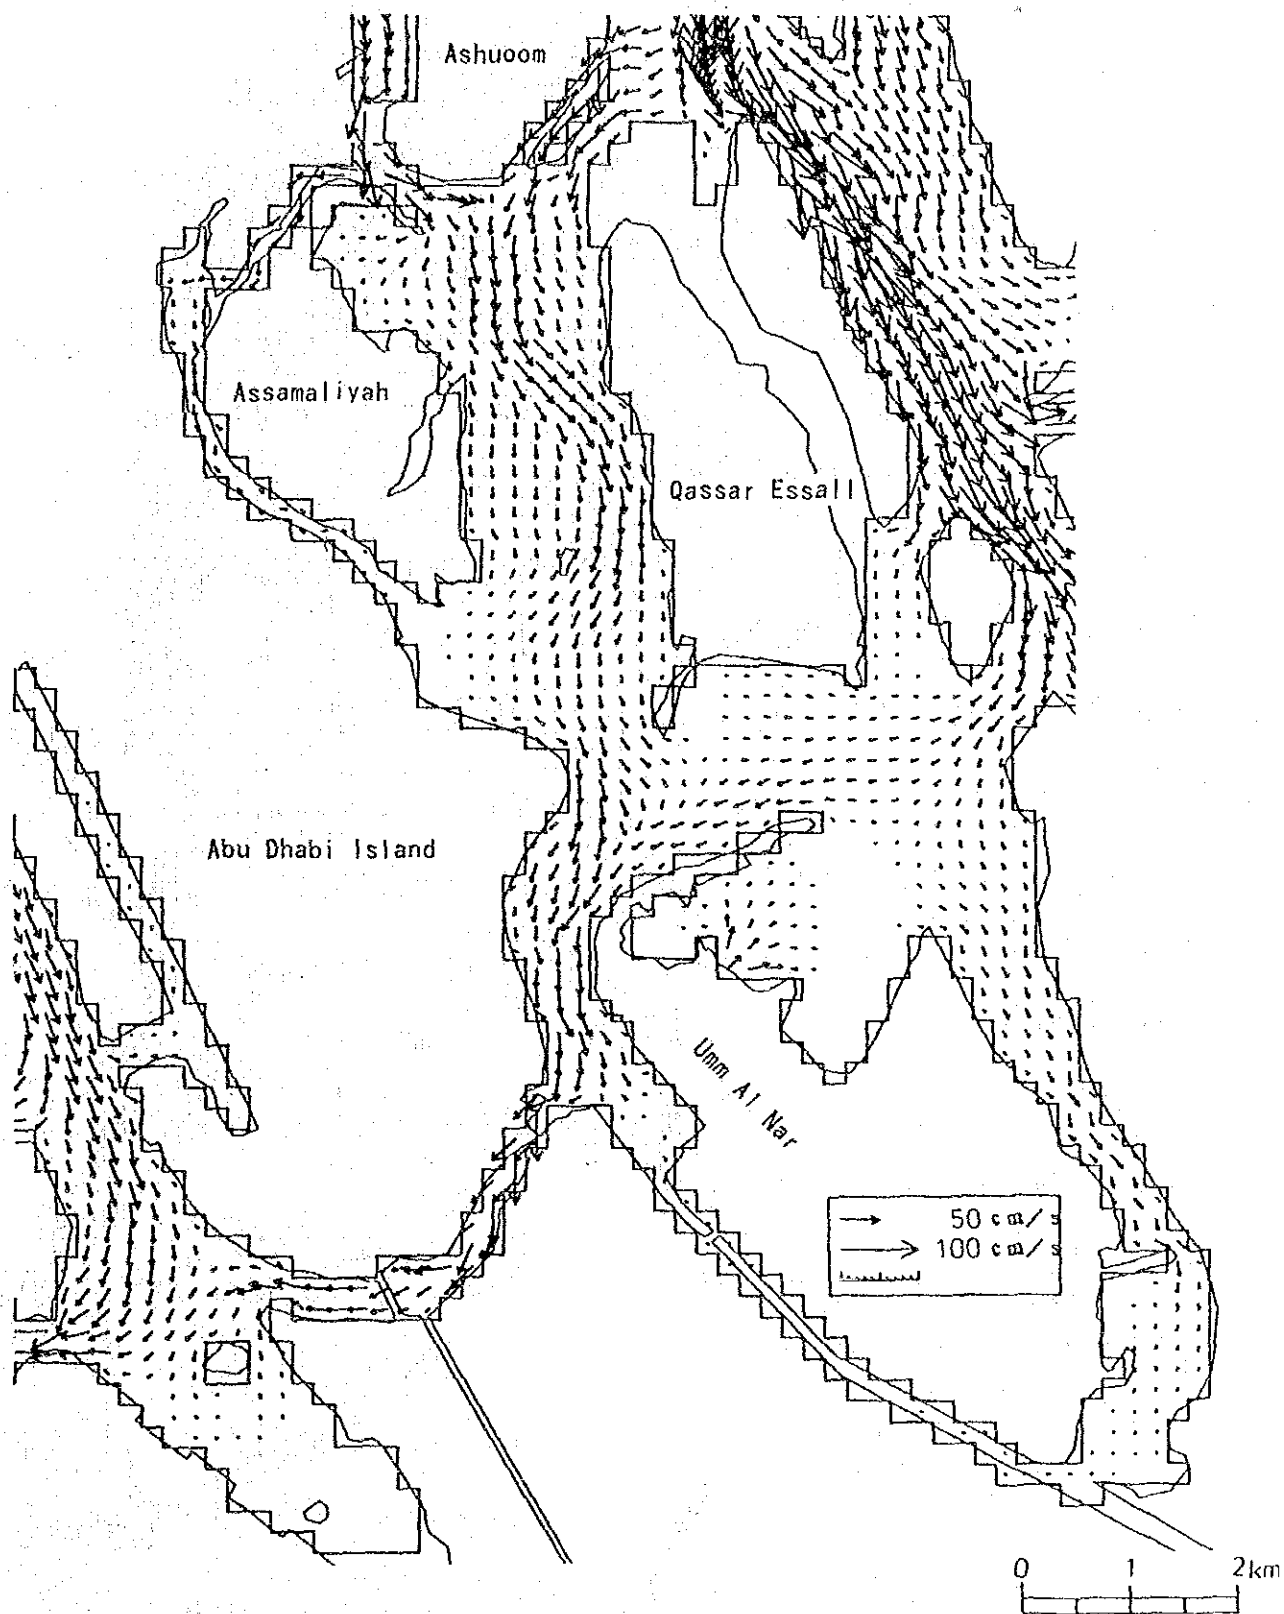 Ashuoom
Assamaliyah
Qassar Essall
Abu Dhabi Island
Umm Al Nar
50 cm/s
100 cm/s
0 1 2km